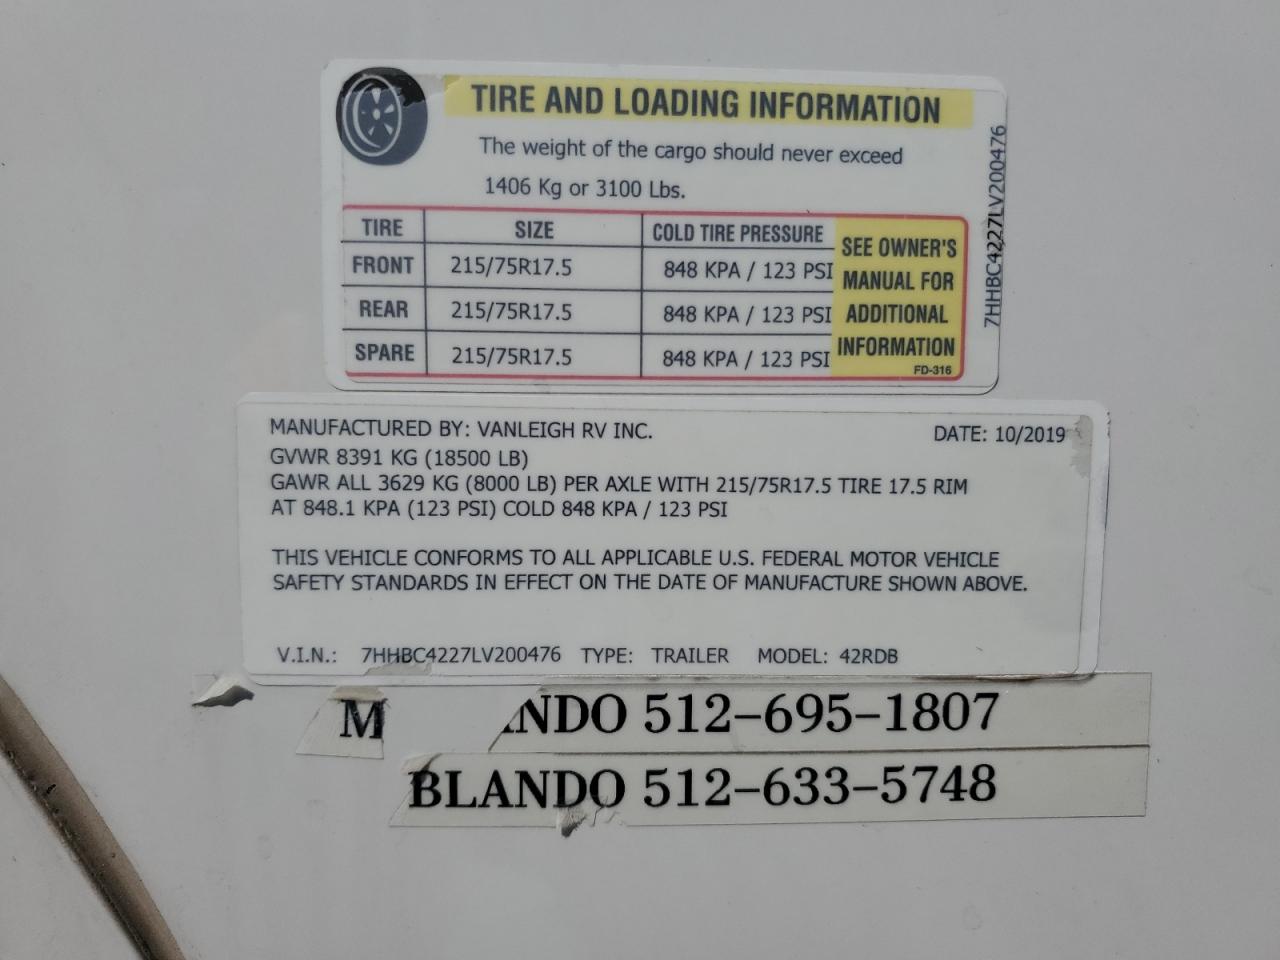 TIRE AND LOADING INFORMATION
The weight of the cargo should never exceed
1406 Kg or 3100 Lbs.
TIRE SIZE COLD TIRE PRESSURE
FRONT 215/75R17.5 848 KPA / 123 PSI
REAR 215/75R17.5 848 KPA / 123 PSI
SPARE 215/75R17.5 848 KPA / 123 PSI
SEE OWNER'S
MANUAL FOR
ADDITIONAL
INFORMATION
FD-316
7HHBC4227LV200476
MANUFACTURED BY: VANLEIGH RV INC. DATE: 10/2019
GVWR 8391 KG (18500 LB)
GAWR ALL 3629 KG (8000 LB) PER AXLE WITH 215/75R17.5 TIRE 17.5 RIM
AT 848.1 KPA (123 PSI) COLD 848 KPA / 123 PSI
THIS VEHICLE CONFORMS TO ALL APPLICABLE U.S. FEDERAL MOTOR VEHICLE
SAFETY STANDARDS IN EFFECT ON THE DATE OF MANUFACTURE SHOWN ABOVE.
V.I.N.: 7HHBC4227LV200476 TYPE: TRAILER MODEL: 42RDB
M NDO 512-695-1807
BLANDO 512-633-5748